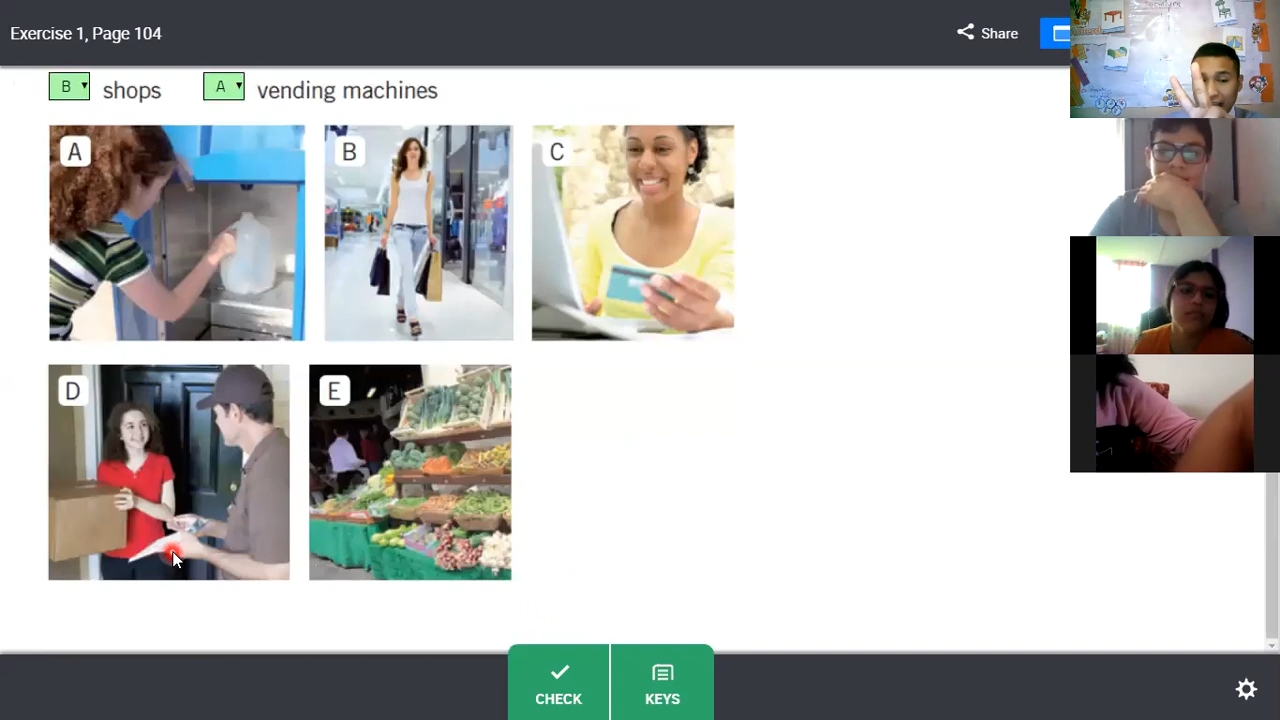 Exercise 1, Page 104
Share
B shops A vending machines
A B C
D E
CHECK KEYS